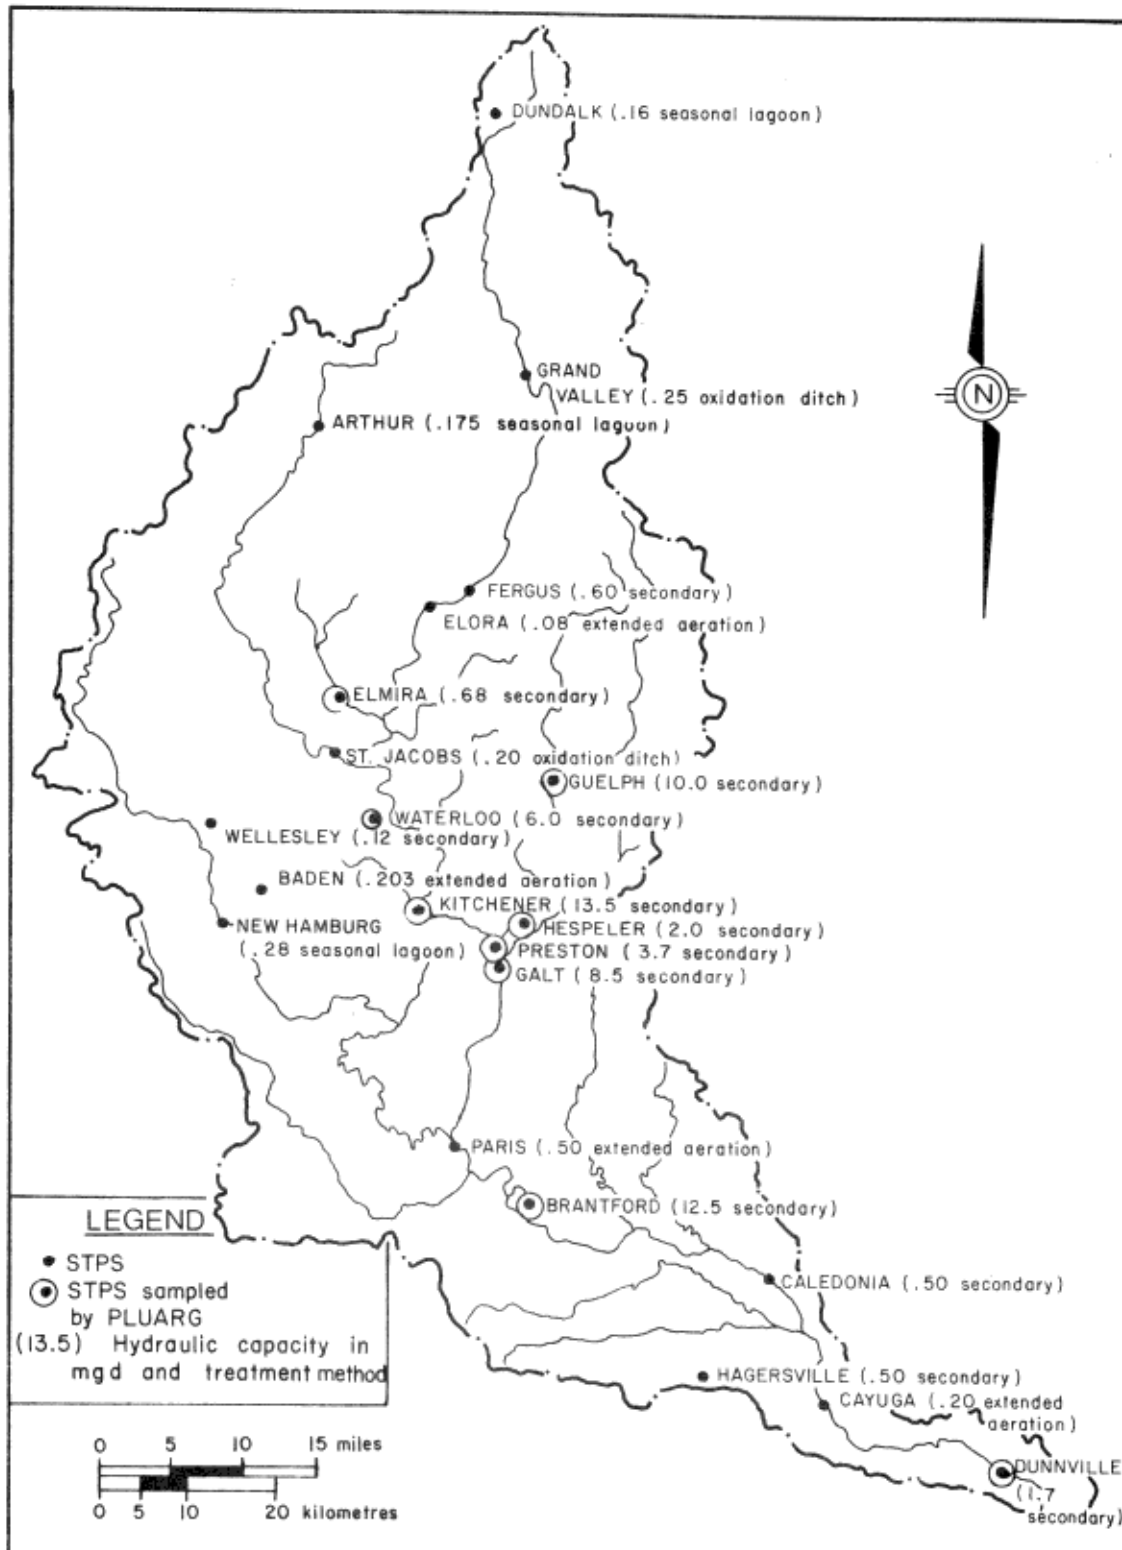 DUNDALK (.16 seasonal lagoon)
GRAND
VALLEY (.25 oxidation ditch)
ARTHUR (.175 seasonal lagoon)
N
FERGUS (.60 secondary)
ELORA (.08 extended aeration)
ELMIRA (.68 secondary)
ST. JACOBS (.20 oxidation ditch)
GUELPH (10.0 secondary)
WATERLOO (6.0 secondary)
WELLESLEY (.12 secondary)
BADEN (.203 extended aeration)
KITCHENER (13.5 secondary)
NEW HAMBURG
(.28 seasonal lagoon)
HESPELER (2.0 secondary)
PRESTON (3.7 secondary)
GALT (8.5 secondary)
PARIS (.50 extended aeration)
BRANTFORD (12.5 secondary)
CALEDONIA (.50 secondary)
HAGERSVILLE (.50 secondary)
CAYUGA (.20 extended
aeration)
DUNNVILLE
(1.7
secondary)
LEGEND
STPS
STPS sampled
by PLUARG
(13.5) Hydraulic capacity in
mgd and treatment method
0 5 10 15 miles
0 5 10 20 kilometres